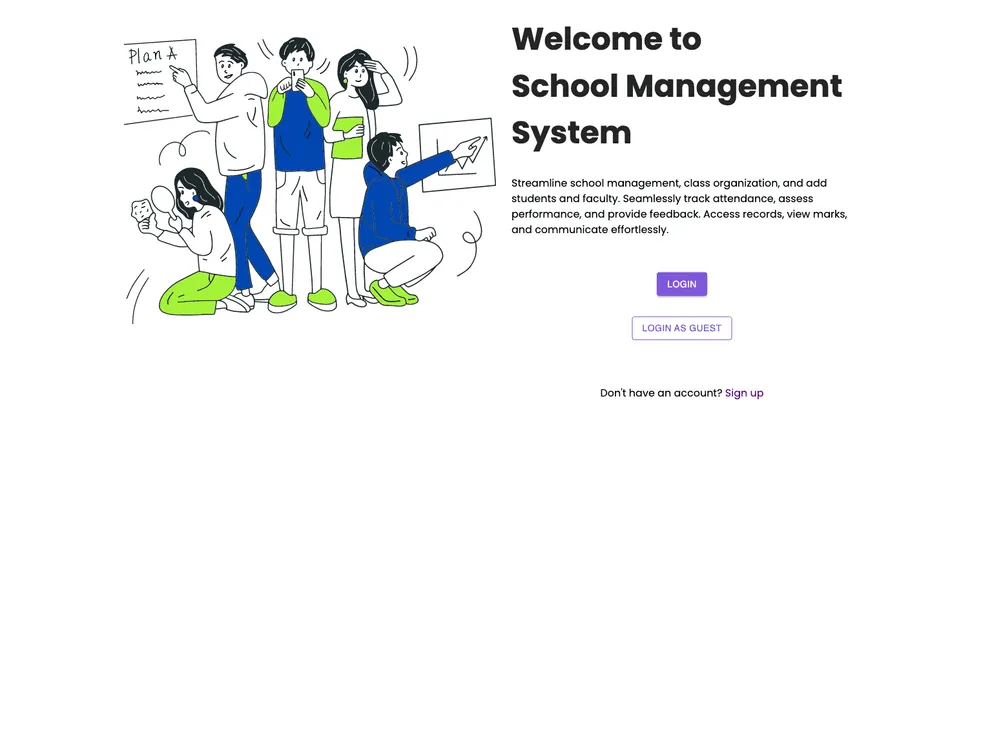 Plan A
Welcome to
School Management
System
Streamline school management, class organization, and add
students and faculty. Seamlessly track attendance, assess
performance, and provide feedback. Access records, view marks,
and communicate effortlessly.
LOGIN
LOGIN AS GUEST
Don't have an account? Sign up